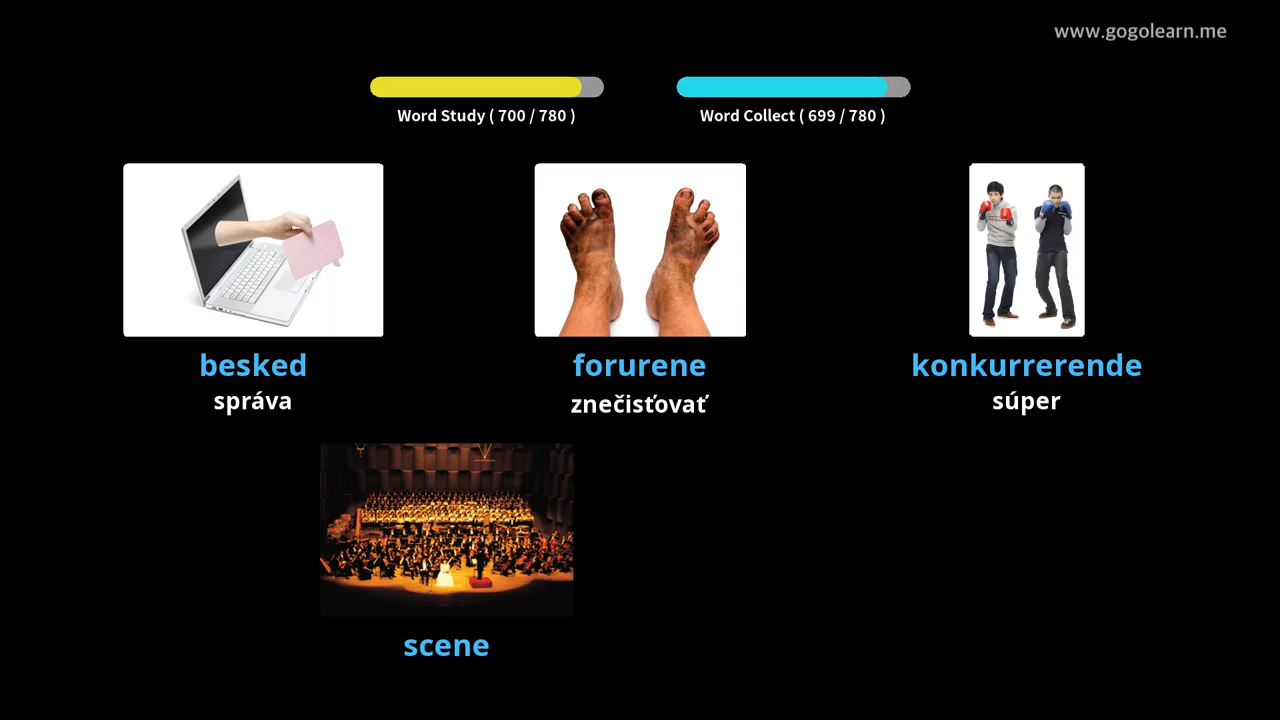 www.gogolearn.me
Word Study ( 700 / 780 )
Word Collect ( 699 / 780 )
besked
správa
forurene
znečisťovať
konkurrerende
súper
scene